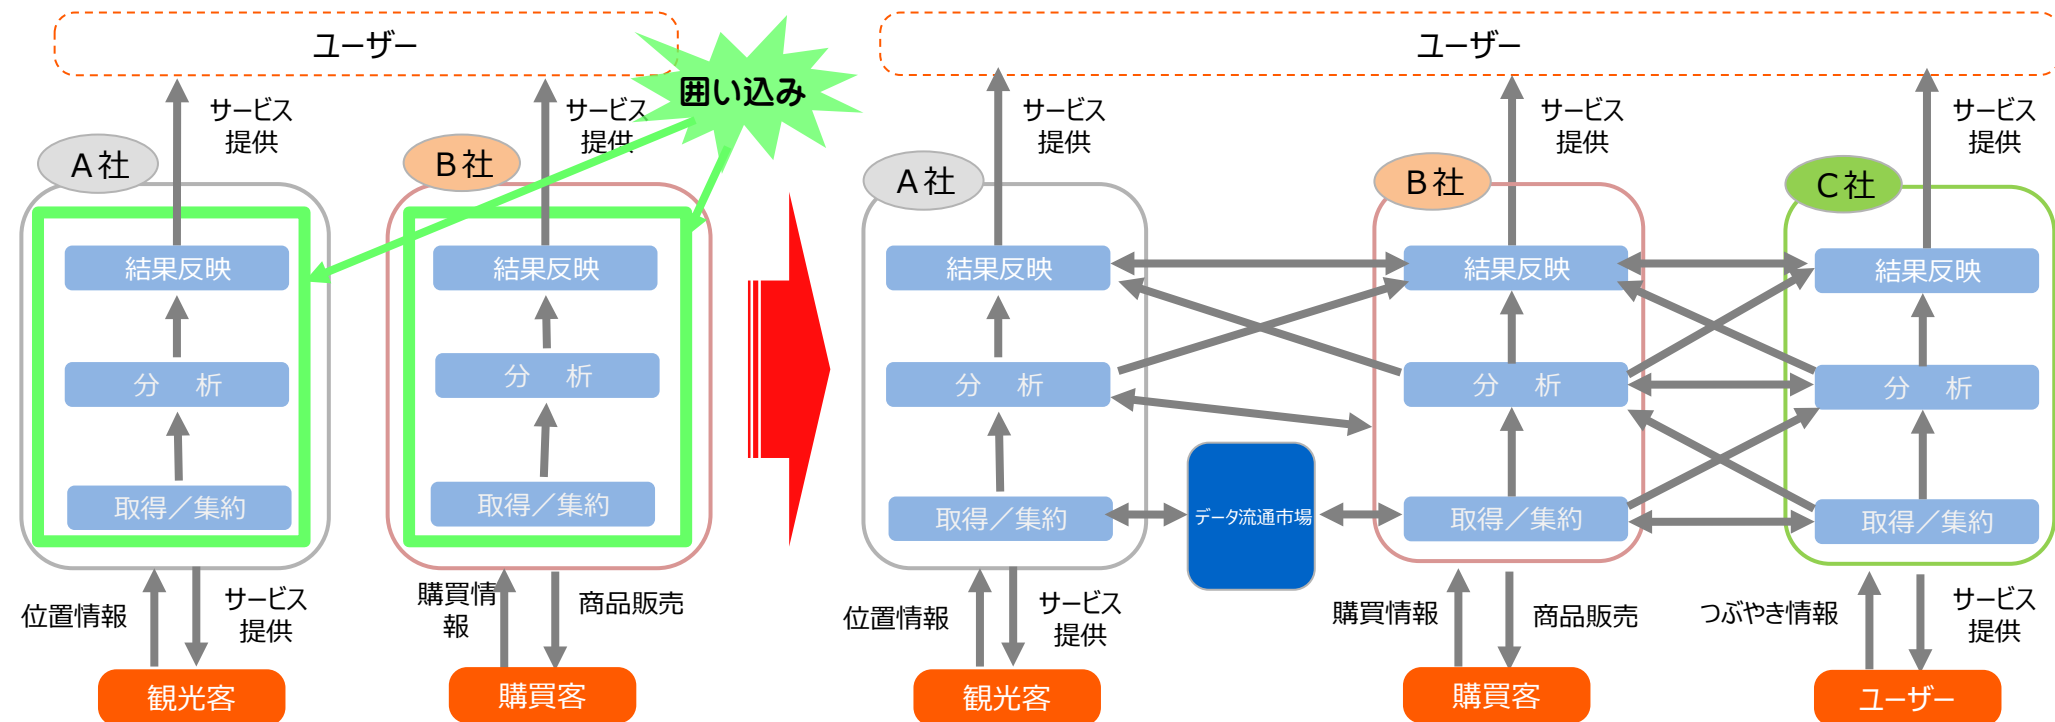 ユーザー
囲い込み
サービス
提供
サービス
提供
A社
B社
結果反映
結果反映
分　析
分　析
取得／集約
取得／集約
位置情報
サービス
提供
購買情
報
商品販売
観光客
購買客
ユーザー
サービス
提供
サービス
提供
サービス
提供
A社
B社
C社
結果反映
結果反映
結果反映
分　析
分　析
分　析
取得／集約
データ流通市場
取得／集約
取得／集約
位置情報
サービス
提供
購買情報
商品販売
つぶやき情報
サービス
提供
観光客
購買客
ユーザー